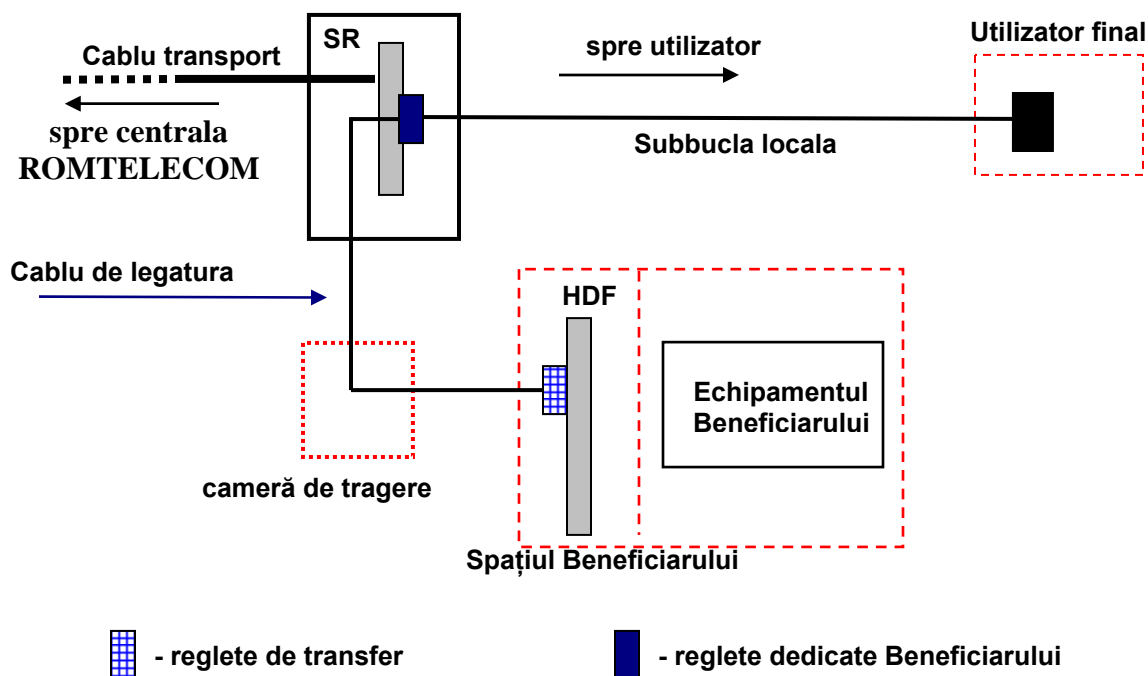 SR
Utilizator final
Cablu transport
spre utilizator
spre centrala
ROMTELECOM
Subbucla locala
Cablu de legatura
HDF
Echipamentul
Beneficiarului
cameră de tragere
Spațiul Beneficiarului
- reglete de transfer
- reglete dedicate Beneficiarului